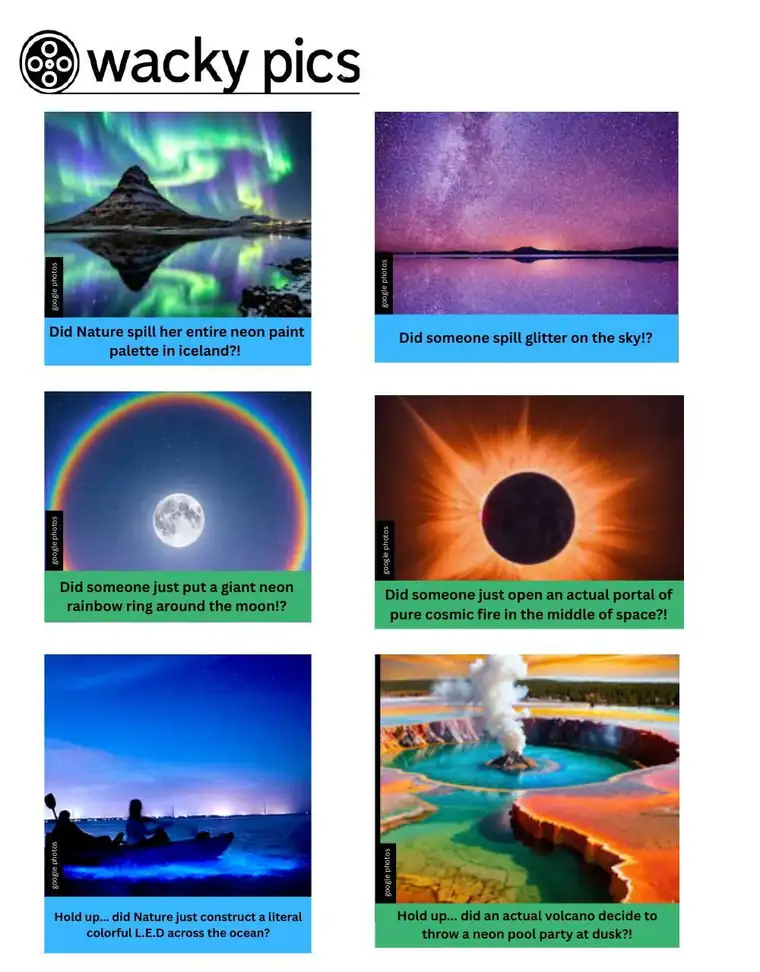 wacky pics
google photos
Did Nature spill her entire neon paint
palette in iceland?!
google photos
Did someone spill glitter on the sky!?
google photos
Did someone just put a giant neon
rainbow ring around the moon!?
google photos
Did someone just open an actual portal of
pure cosmic fire in the middle of space?!
google photos
Hold up... did Nature just construct a literal
colorful L.E.D across the ocean?
google photos
Hold up... did an actual volcano decide to
throw a neon pool party at dusk?!